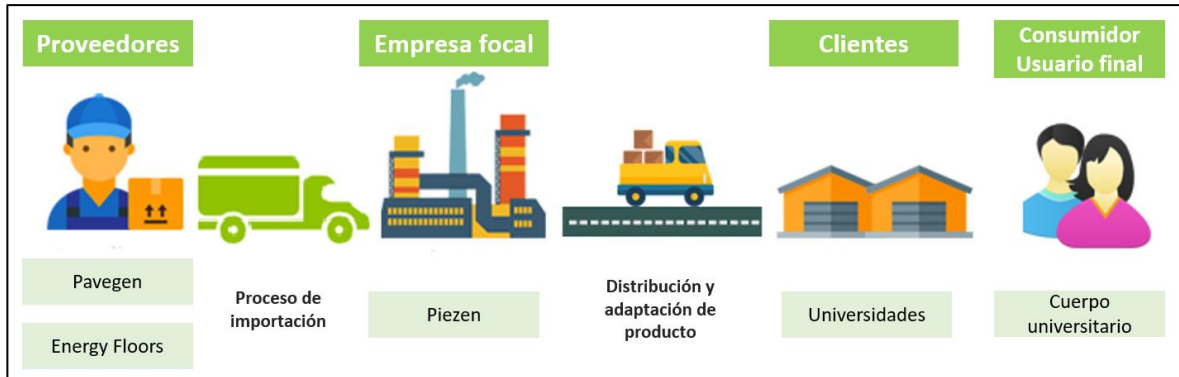 Proveedores
Empresa focal
Clientes
Consumidor
Usuario final
Pavegen
Energy Floors
Proceso de
importación
Piezen
Distribución y
adaptación de
producto
Universidades
Cuerpo
universitario